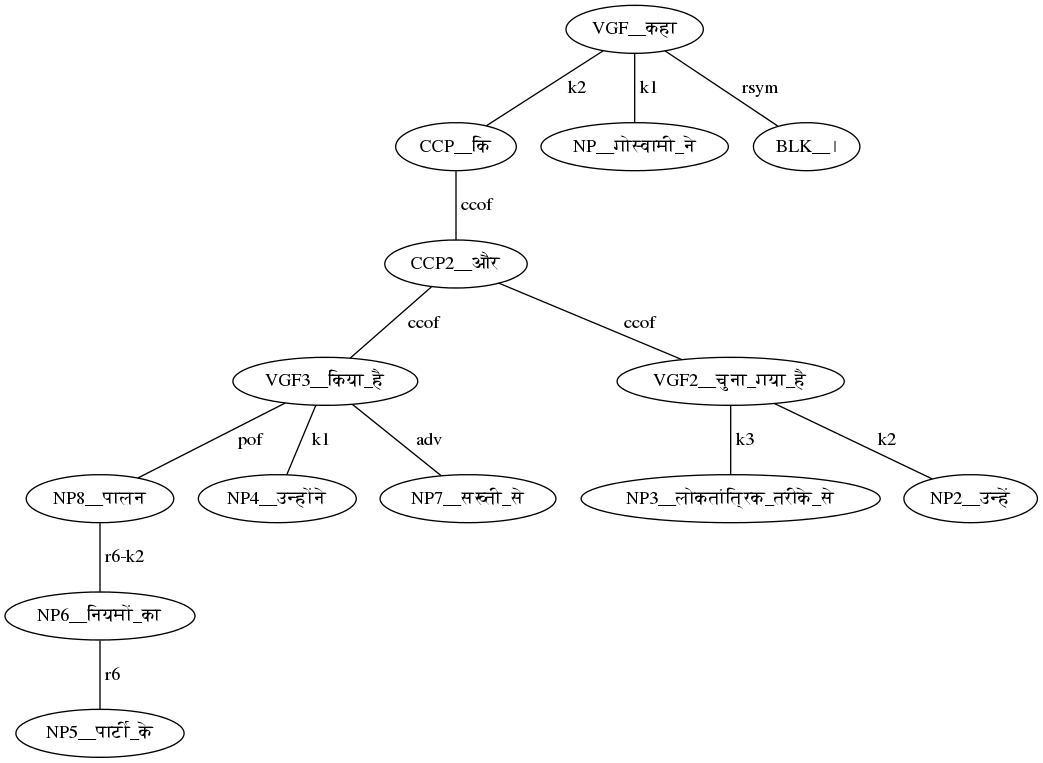 VGF__कहा
k2 k1 rsym
CCP__कि NP__गोस्वामी_ने BLK__।
ccof
CCP2__और
ccof ccof
VGF3__किया_है VGF2__चुना_गया_है
pof k1 adv k3 k2
NP8__पालन NP4__उन्होंने NP7__सख्ती_से NP3__लोकतांत्रिक_तरीके_से NP2__उन्हें
r6-k2
NP6__नियमों_का
r6
NP5__पार्टी_के